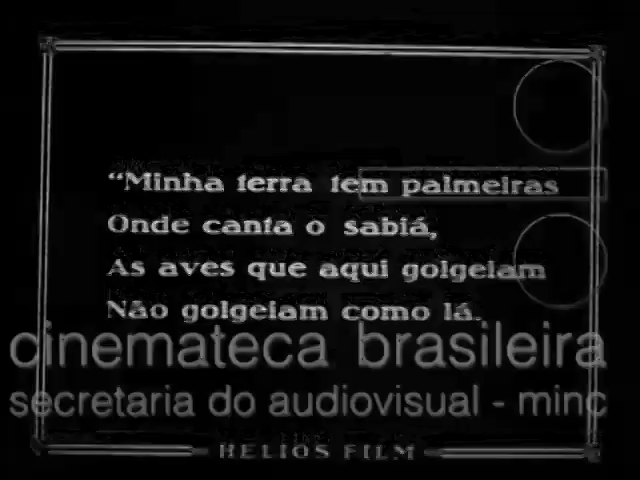 “Minha terra tem palmeiras
Onde canta o sabiá,
As aves que aqui golgeiam
Não golgeiam como lá.
cinemateca brasileira
secretaria do audiovisual - minc
HELIOS FILM